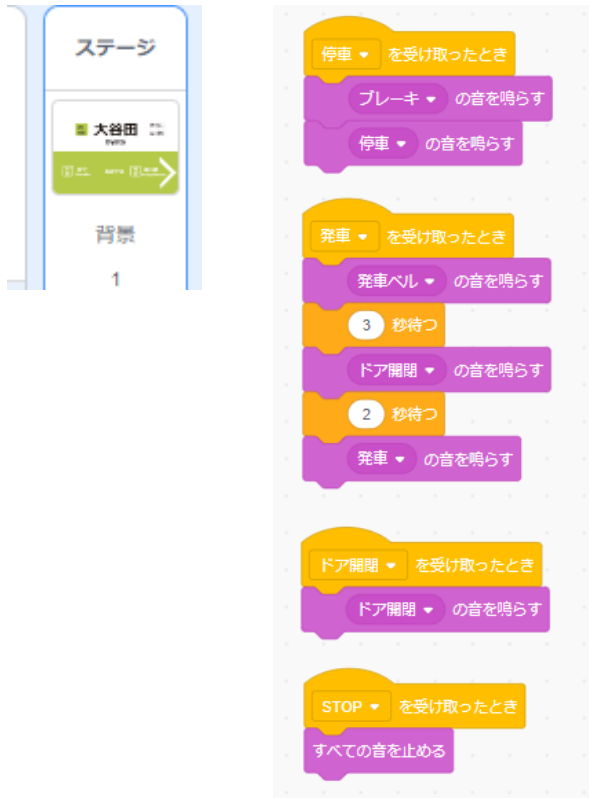 ステージ
大谷田
背景
1
停車 を受け取ったとき
ブレーキ の音を鳴らす
停車 の音を鳴らす
発車 を受け取ったとき
発車ベル の音を鳴らす
3 秒待つ
ドア開閉 の音を鳴らす
2 秒待つ
発車 の音を鳴らす
ドア開閉 を受け取ったとき
ドア開閉 の音を鳴らす
STOP を受け取ったとき
すべての音を止める